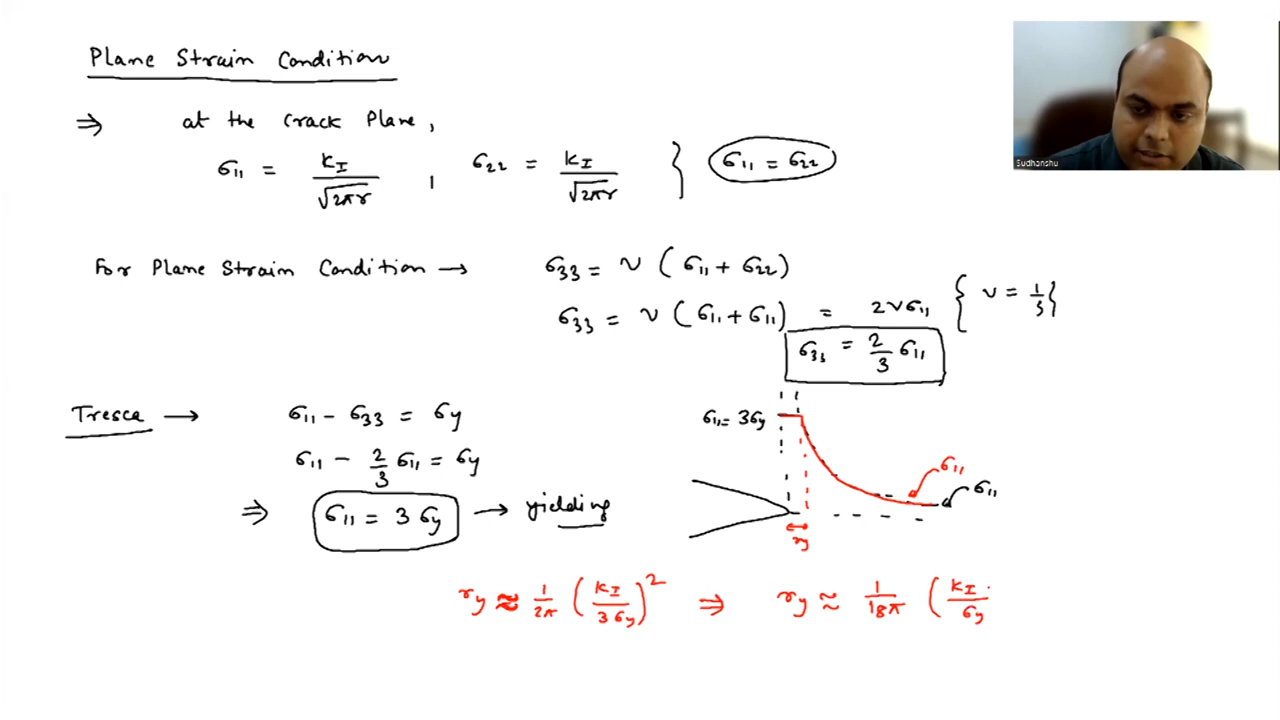 Plane Strain Condition
⇒ at the Crack Plane,
σ11 = KI / √2πr , σ22 = KI / √2πr } σ11 = σ22
Sudhanshu
For Plane Strain Condition → σ33 = ν (σ11 + σ22)
σ33 = ν (σ11 + σ11) = 2νσ11 { ν = 1/3 }
σ33 = 2/3 σ11
Tresca → σ11 - σ33 = σy
σ11 = 3σy
σ11 - 2/3 σ11 = σy
σ11
σ11
⇒ σ11 = 3σy → yielding
ry
ry ≈ 1/2π (KI/3σy)² ⇒ ry ≈ 1/18π (KI/σy